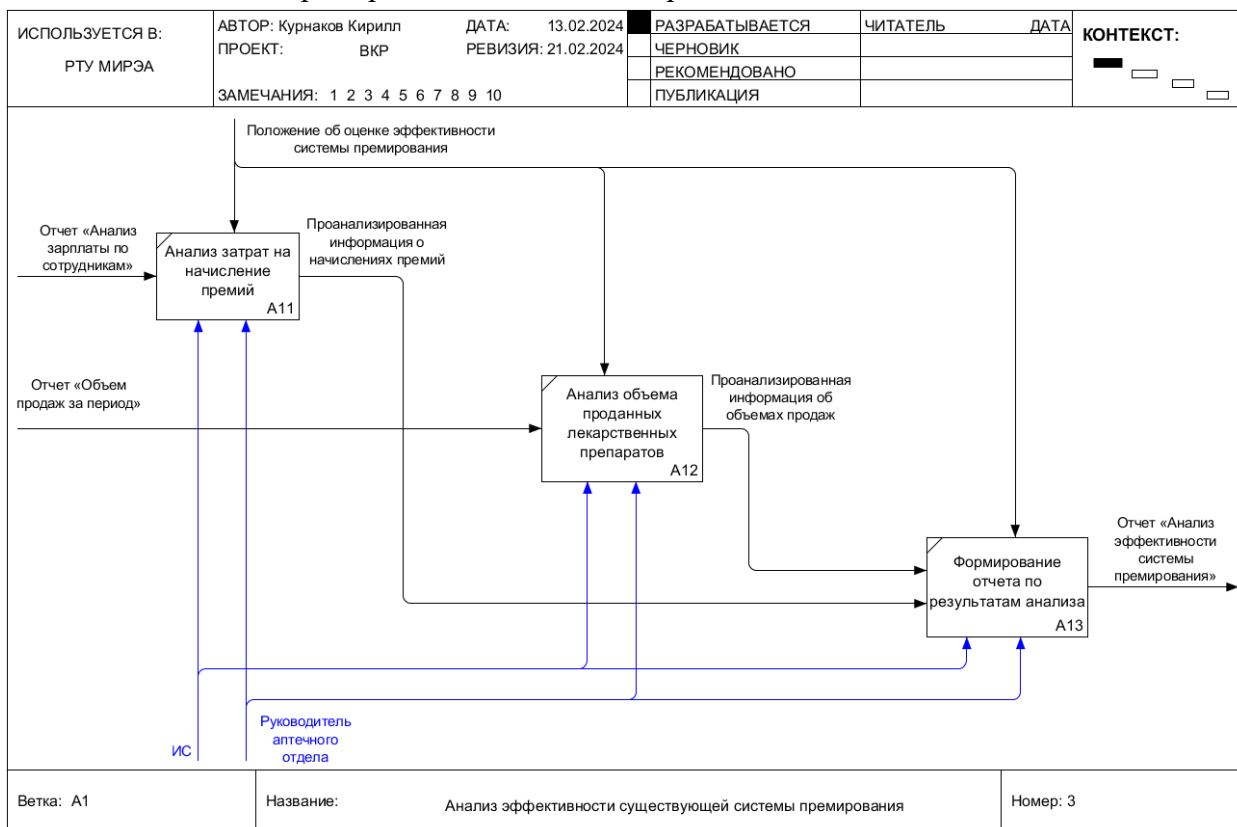 ИСПОЛЬЗУЕТСЯ В:
РТУ МИРЭА
АВТОР: Курнаков Кирилл
ДАТА: 13.02.2024
ПРОЕКТ: ВКР
РЕВИЗИЯ: 21.02.2024
ЗАМЕЧАНИЯ: 1 2 3 4 5 6 7 8 9 10
РАЗРАБАТЫВАЕТСЯ
ЧЕРНОВИК
РЕКОМЕНДОВАНО
ПУБЛИКАЦИЯ
ЧИТАТЕЛЬ
ДАТА
КОНТЕКСТ:
Положение об оценке эффективности
системы премирования
Отчет «Анализ
зарплаты по
сотрудникам»
Анализ затрат на
начисление
премий
А11
Проанализированная
информация о
начислениях премий
Отчет «Объем
продаж за период»
Анализ объема
проданных
лекарственных
препаратов
А12
Проанализированная
информация об
объемах продаж
Формирование
отчета по
результатам анализа
А13
Отчет «Анализ
эффективности
системы
премирования»
ИС
Руководитель
аптечного
отдела
Ветка: А1
Название:
Анализ эффективности существующей системы премирования
Номер: 3